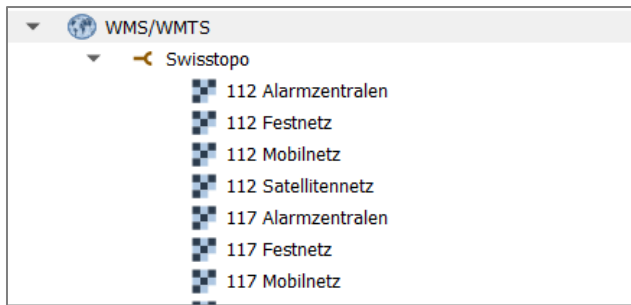 WMS/WMTS
Swisstopo
112 Alarmzentralen
112 Festnetz
112 Mobilnetz
112 Satellitennetz
117 Alarmzentralen
117 Festnetz
117 Mobilnetz